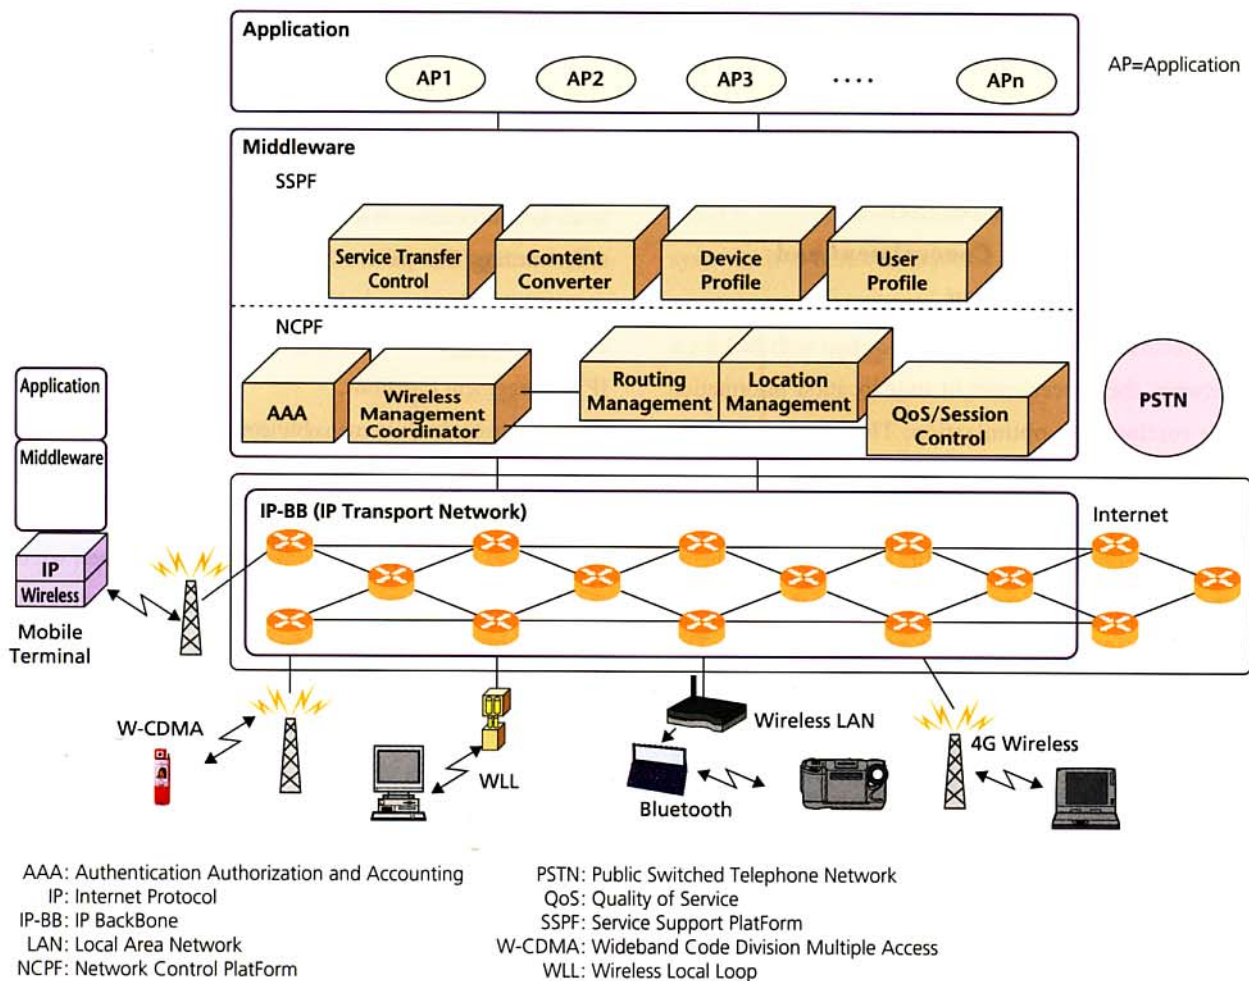 Application
AP1
AP2
AP3
....
APn
AP=Application
Middleware
SSPF
Service Transfer
Control
Content
Converter
Device
Profile
User
Profile
NCPF
AAA
Wireless
Management
Coordinator
Routing
Management
Location
Management
QoS/Session
Control
PSTN
Application
Middleware
IP
Wireless
Mobile
Terminal
IP-BB (IP Transport Network)
Internet
W-CDMA
WLL
Wireless LAN
Bluetooth
4G Wireless
AAA: Authentication Authorization and Accounting
IP: Internet Protocol
IP-BB: IP BackBone
LAN: Local Area Network
NCPF: Network Control PlatForm
PSTN: Public Switched Telephone Network
QoS: Quality of Service
SSPF: Service Support PlatForm
W-CDMA: Wideband Code Division Multiple Access
WLL: Wireless Local Loop